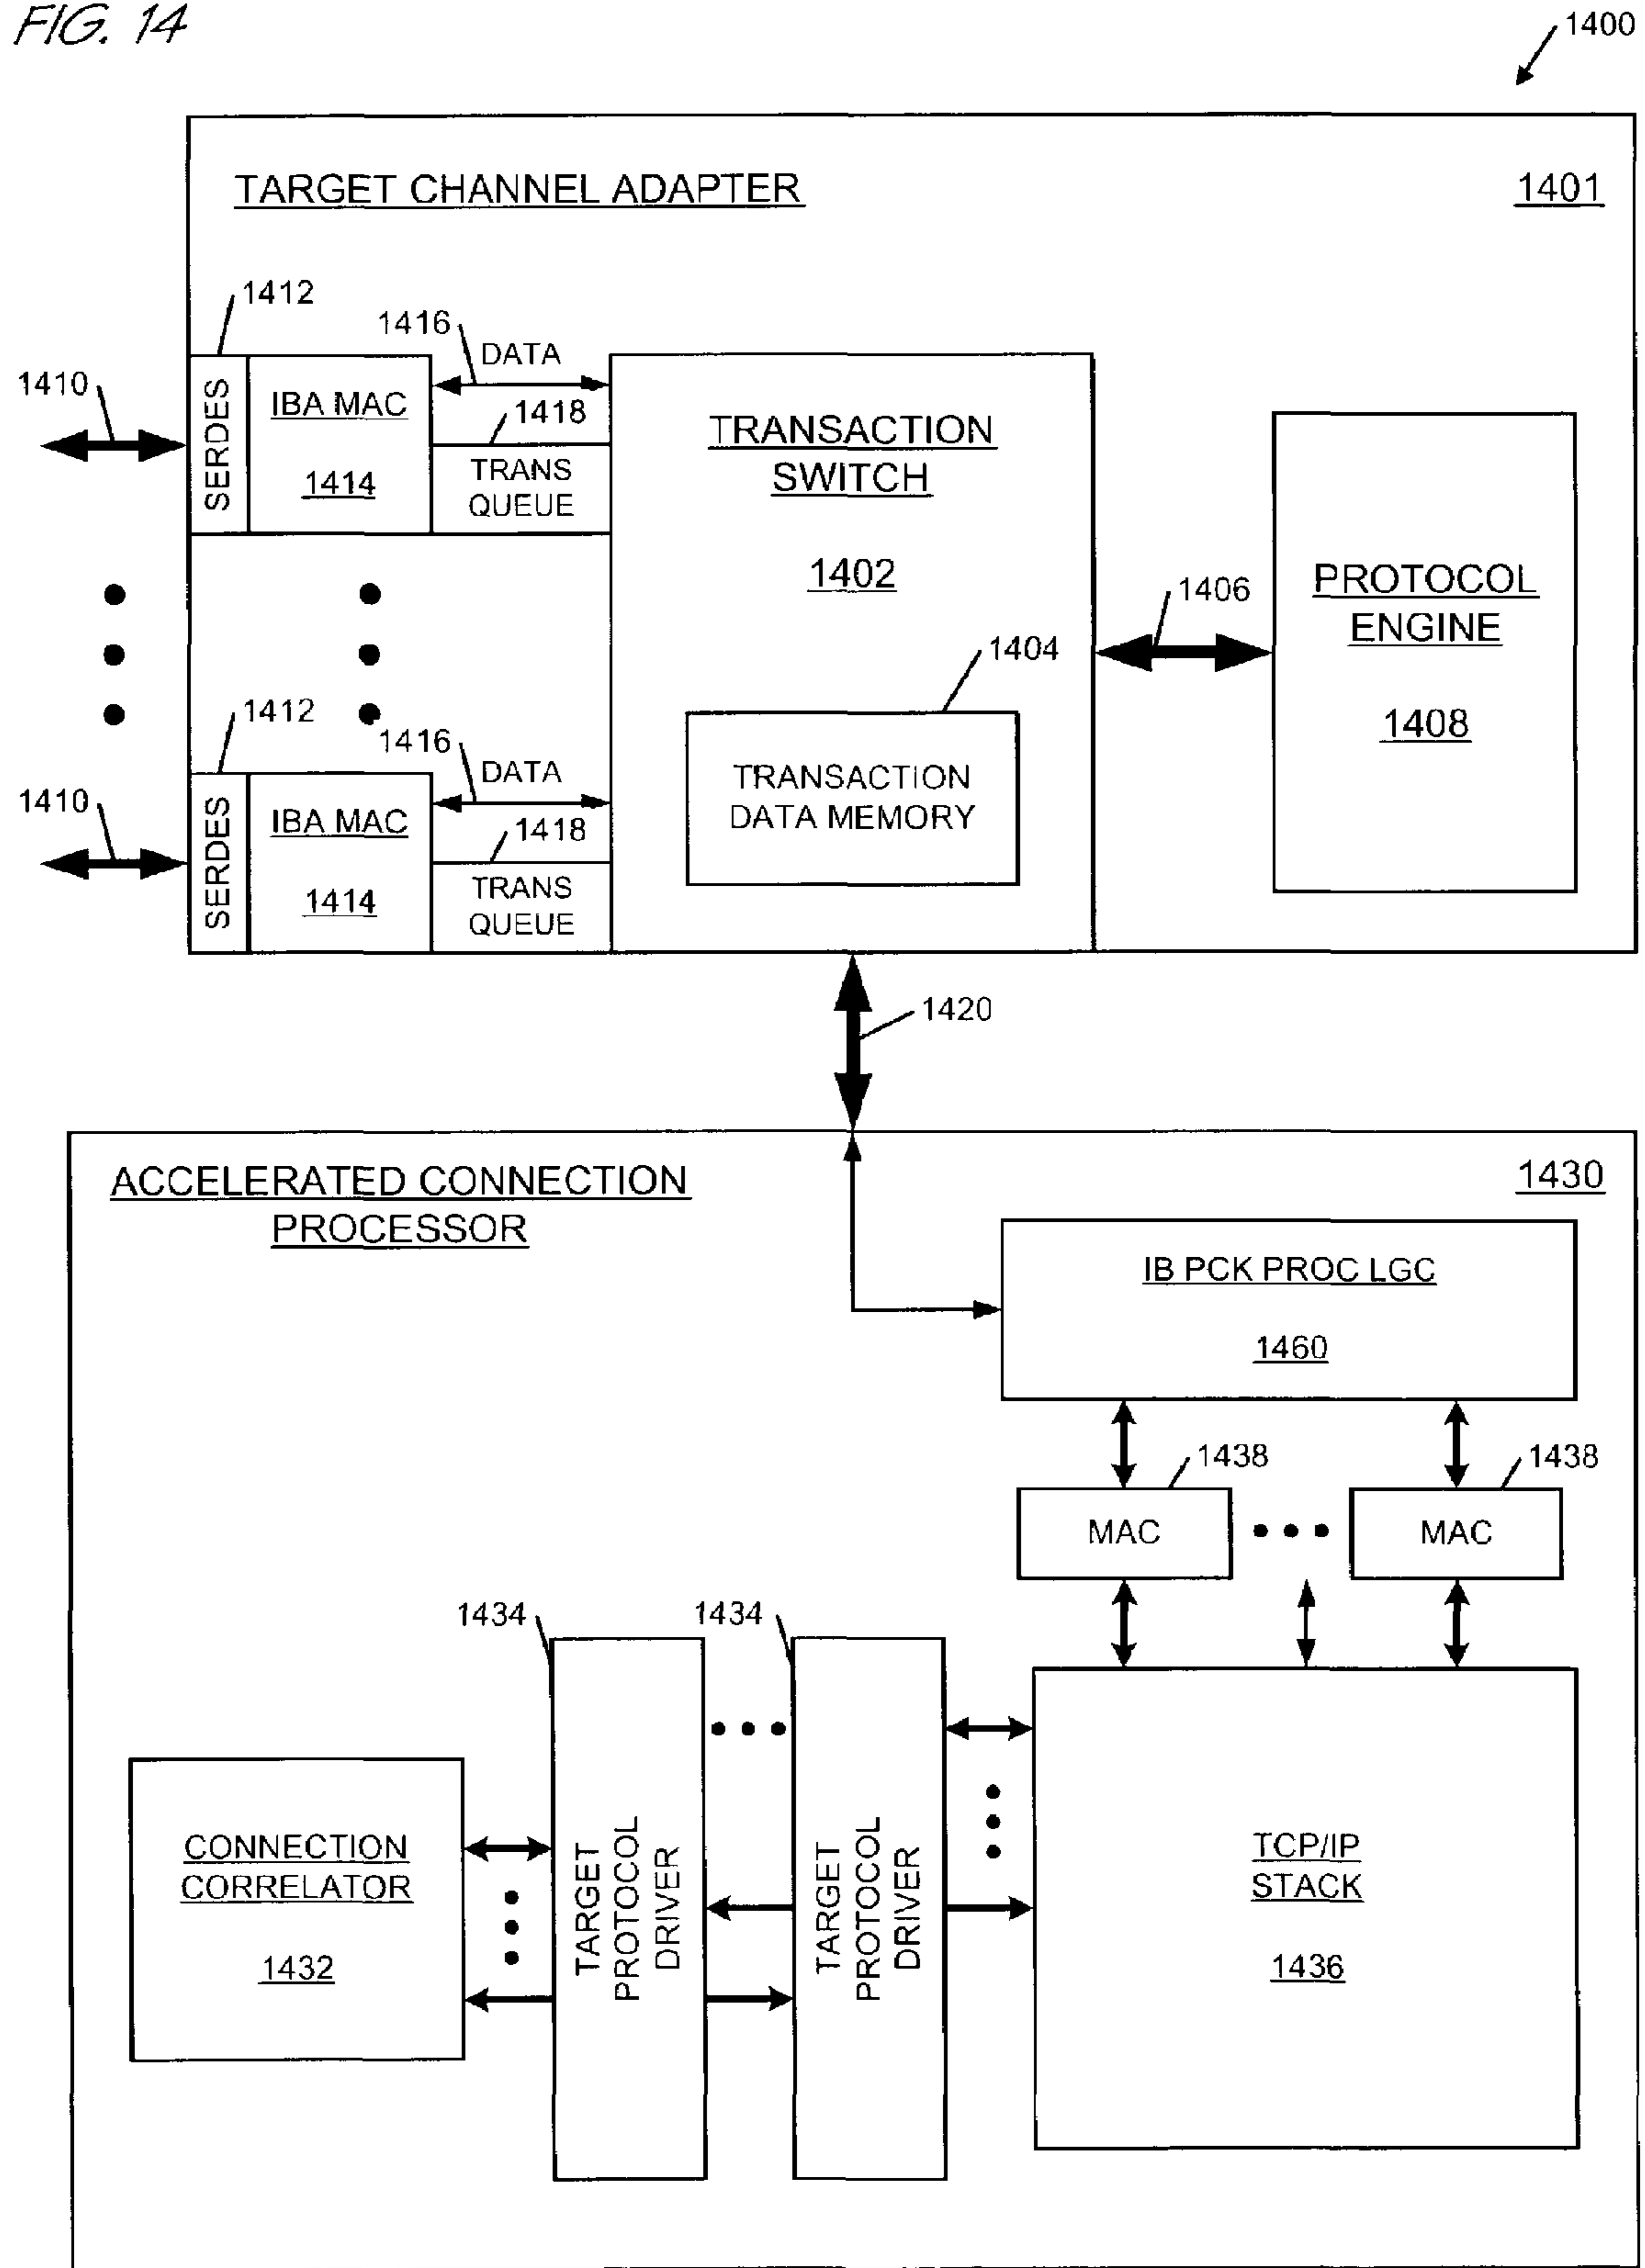 FIG. 14
1400
TARGET CHANNEL ADAPTER
1401
1412
1416
DATA
1410
SERDES
IBA MAC
1414
1418
TRANS
QUEUE
TRANSACTION
SWITCH
1402
1406
PROTOCOL
ENGINE
1408
1404
TRANSACTION
DATA MEMORY
1412
1416
DATA
1410
SERDES
IBA MAC
1414
1418
TRANS
QUEUE
1420
ACCELERATED CONNECTION
PROCESSOR
1430
IB PCK PROC LGC
1460
1438
1438
MAC
MAC
1434
1434
CONNECTION
CORRELATOR
1432
TARGET
PROTOCOL
DRIVER
TARGET
PROTOCOL
DRIVER
TCP/IP
STACK
1436